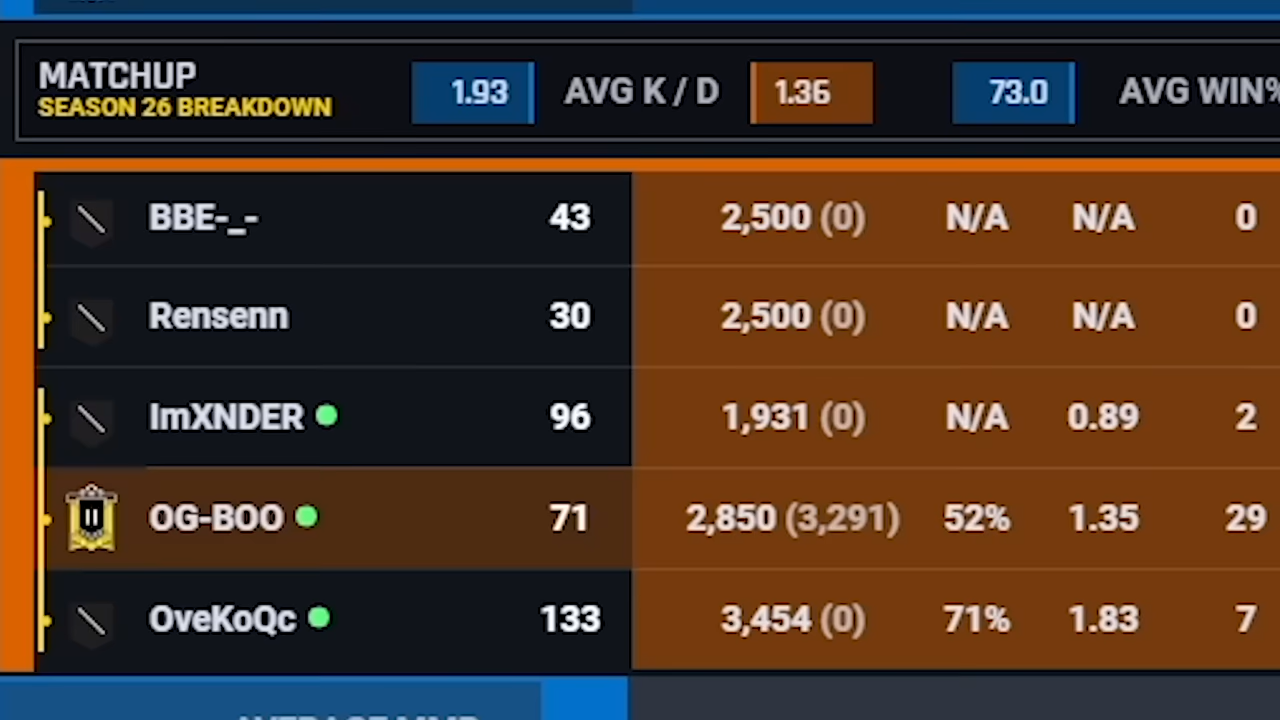 MATCHUP
SEASON 26 BREAKDOWN
1.93 AVG K / D 1.36 73.0 AVG WIN%
BBE-_- 43 2,500 (0) N/A N/A 0
Rensenn 30 2,500 (0) N/A N/A 0
ImXNDER 96 1,931 (0) N/A 0.89 2
II OG-BOO 71 2,850 (3,291) 52% 1.35 29
OveKoQc 133 3,454 (0) 71% 1.83 7